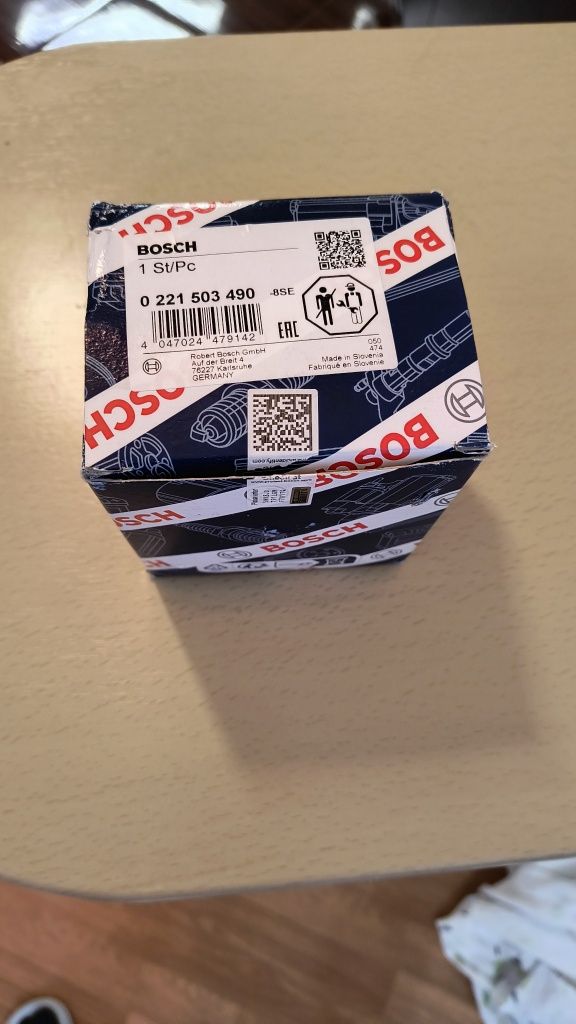 BOSCH
BOSCH
BOSCH
1 St/Pc
0 221 503 490 -8SE
4 047024 479142
EAC
Robert Bosch GmbH
Auf der Breit 4
76227 Karlsruhe
GERMANY
050
474
Made in Slovenia
Fabriqué en Slovénie
BOSCH
BOSCH
BOSCH
BOSCH